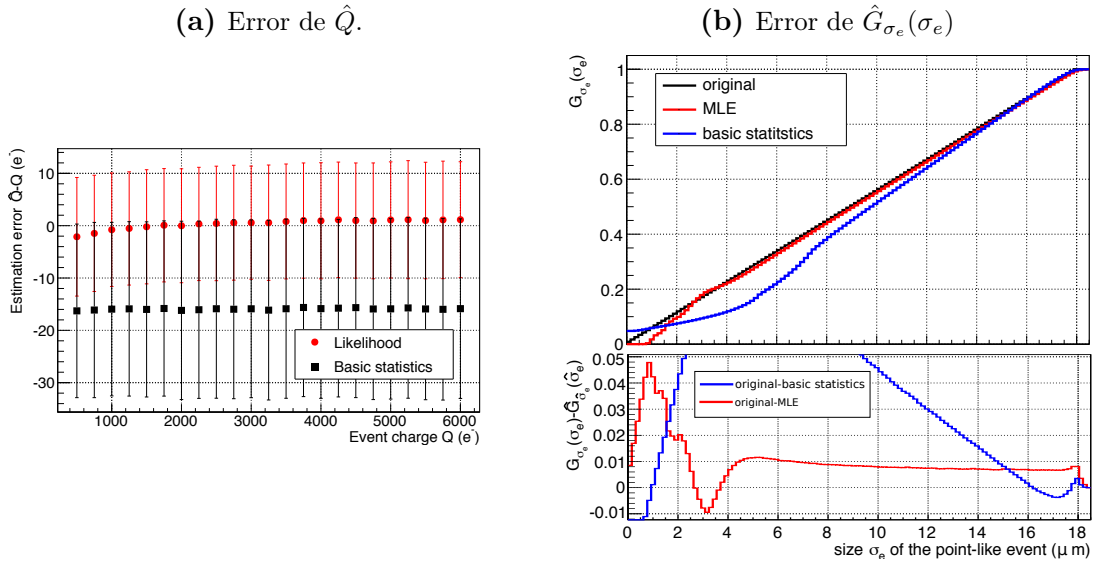 (a) Error de Q̂.
Estimation error Q̂-Q (e⁻)
10
0
-10
-20
-30
Likelihood
Basic statistics
1000 2000 3000 4000 5000 6000
Event charge Q (e⁻)
(b) Error de Ĝσₑ(σₑ)
Gσₑ(σₑ)
1
0.8
0.6
0.4
0.2
0
original
MLE
basic statitstics
Gσₑ(σₑ)-Ĝσ̂ₑ(σ̂ₑ)
0.05
0.04
0.03
0.02
0.01
0
-0.01
original-basic statistics
original-MLE
0 2 4 6 8 10 12 14 16 18
size σₑ of the point-like event (μ m)